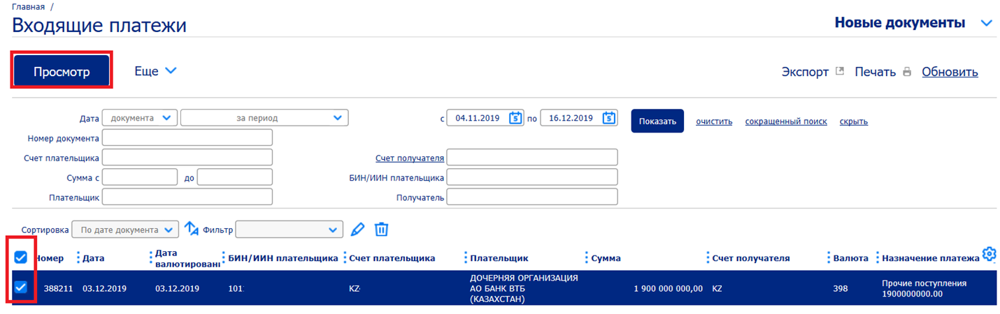 Главная /
Входящие платежи
Новые документы
Просмотр
Еще
Экспорт Печать Обновить
Дата документа за период с 04.11.2019 5 по 16.12.2019 5 Показать очистить сокращенный поиск скрыть
Номер документа
Счет плательщика Счет получателя
Сумма с до БИН/ИИН плательщика
Плательщик Получатель
Сортировка По дате документа Фильтр
Номер Дата Дата БИН/ИИН плательщика Счет плательщика Плательщик Сумма Счет получателя Валюта Назначение платежа
валютировани
388211 03.12.2019 03.12.2019 101 KZ ДОЧЕРНЯЯ ОРГАНИЗАЦИЯ 1 900 000 000,00 KZ 398 Прочие поступления
АО БАНК ВТБ 1900000000.00
(КАЗАХСТАН)